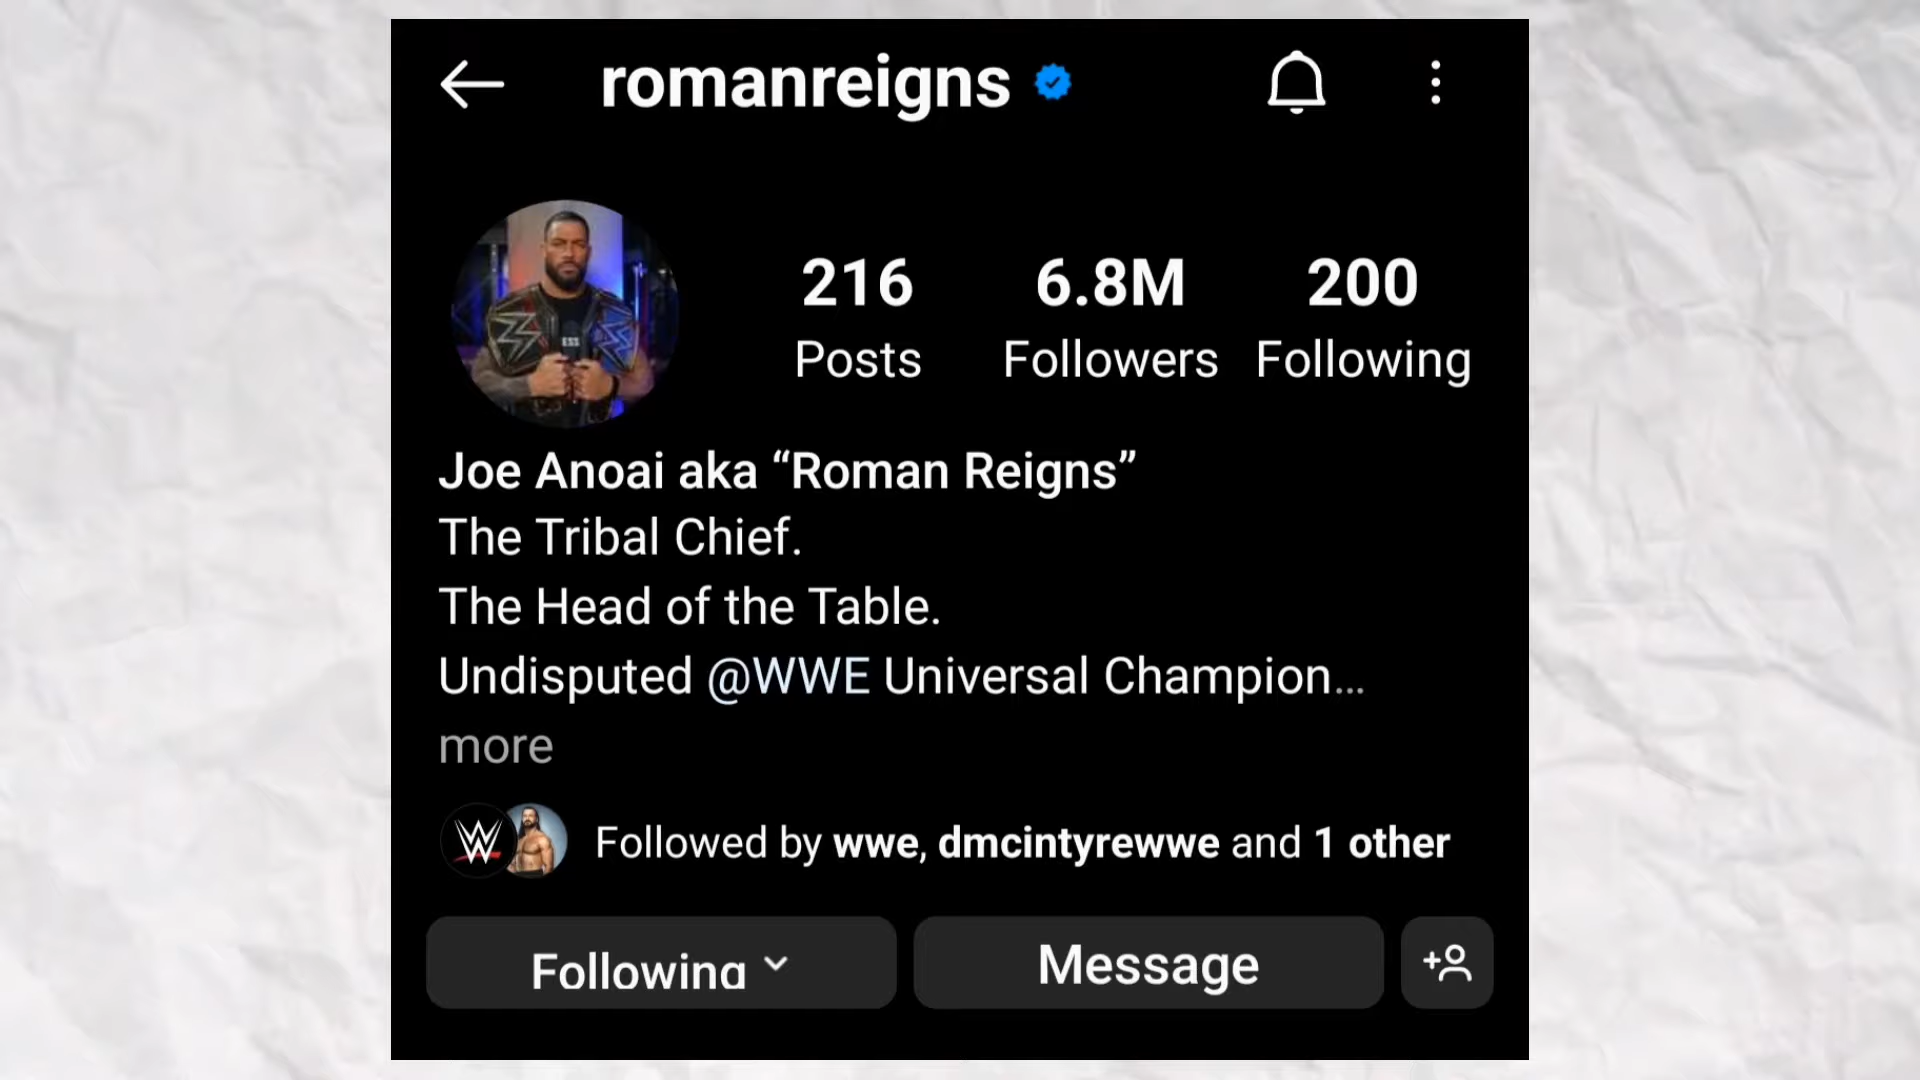 romanreigns
216 6.8M 200
Posts Followers Following
ESS
Joe Anoai aka “Roman Reigns”
The Tribal Chief.
The Head of the Table.
Undisputed @WWE Universal Champion...
more
Followed by wwe, dmcintyrewwe and 1 other
Following Message